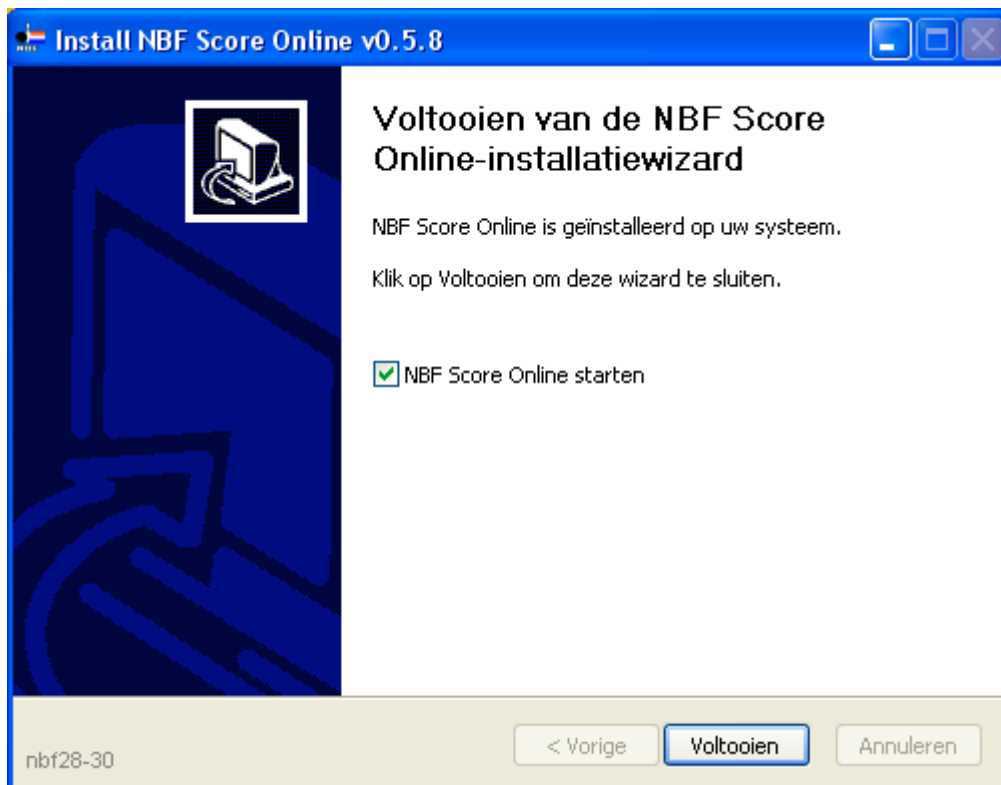 Install NBF Score Online v0.5.8
Voltooien van de NBF Score
Online-installatiewizard
NBF Score Online is geïnstalleerd op uw systeem.
Klik op Voltooien om deze wizard te sluiten.
NBF Score Online starten
nbf28-30
< Vorige
Voltooien
Annuleren